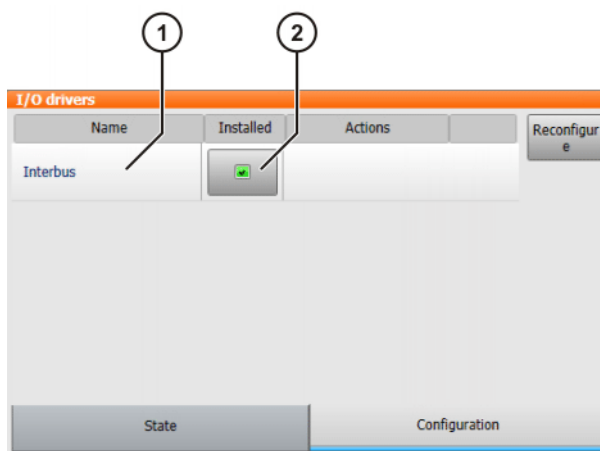 1 2
I/O drivers
Name Installed Actions
Reconfigur
e
Interbus
State Configuration